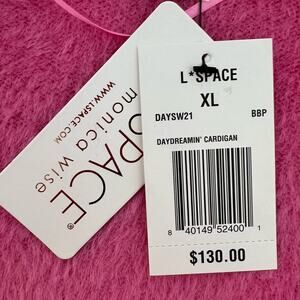 L*SPACE
XL
DAYSW21 BBP
DAYDREAMIN' CARDIGAN
8 40149 52400 1
$130.00
L*SPACE®
monica wise
WWW.LSPACE.COM